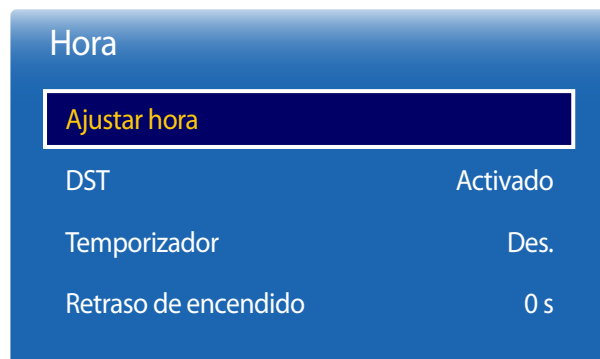 Hora
Ajustar hora
DST Activado
Temporizador Des.
Retraso de encendido 0 s